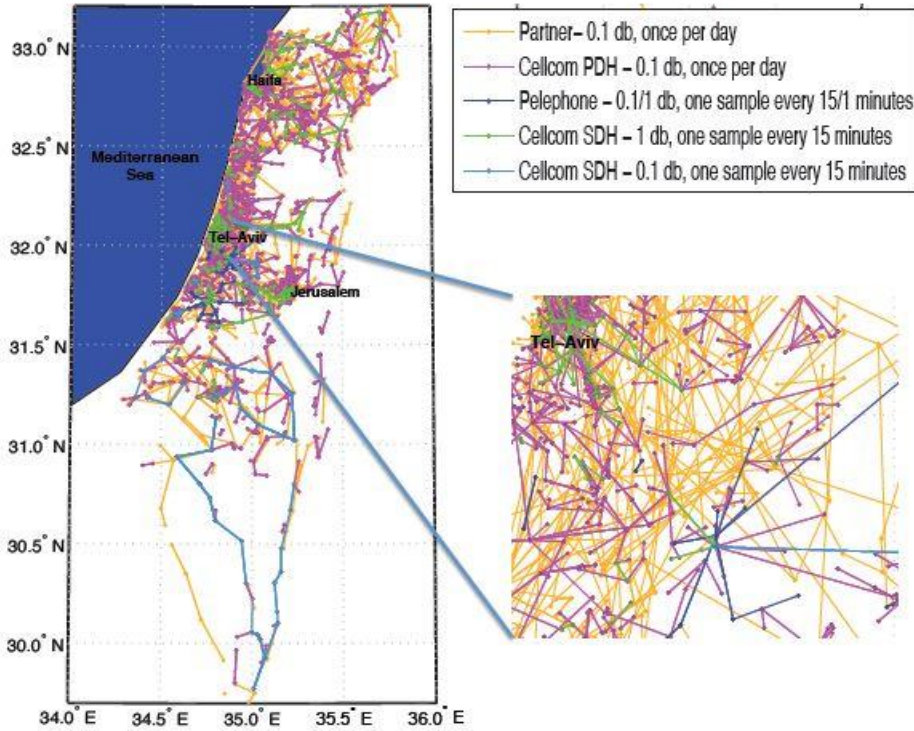 Partner– 0.1 db, once per day
Cellcom PDH – 0.1 db, once per day
Pelephone – 0.1/1 db, one sample every 15/1 minutes
Cellcom SDH – 1 db, one sample every 15 minutes
Cellcom SDH – 0.1 db, one sample every 15 minutes
33.0° N
32.5° N
32.0° N
31.5° N
31.0° N
30.5° N
30.0° N
34.0° E
34.5° E
35.0° E
35.5° E
36.0° E
Haifa
Mediterranean
Sea
Tel–Aviv
Jerusalem
Tel–Aviv